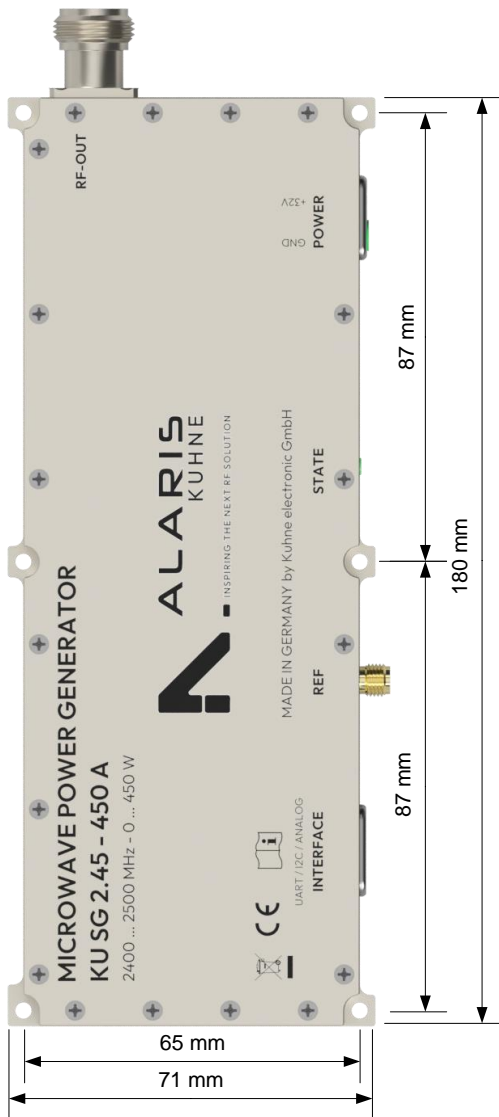 RF-OUT
+32V
GND
POWER
ALARIS
KUHNE
INSPIRING THE NEXT RF SOLUTION
MADE IN GERMANY by Kuhne electronic GmbH
STATE
REF
MICROWAVE POWER GENERATOR
KU SG 2.45 - 450 A
2400 ... 2500 MHz - 0 ... 450 W
CE
i
UART / I2C / ANALOG
INTERFACE
87 mm
180 mm
87 mm
65 mm
71 mm